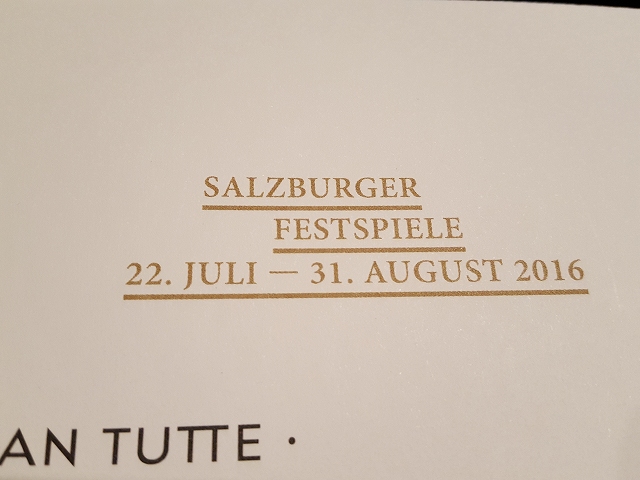 SALZBURGER
FESTSPIELE
22. JULI — 31. AUGUST 2016
AN TUTTE ·